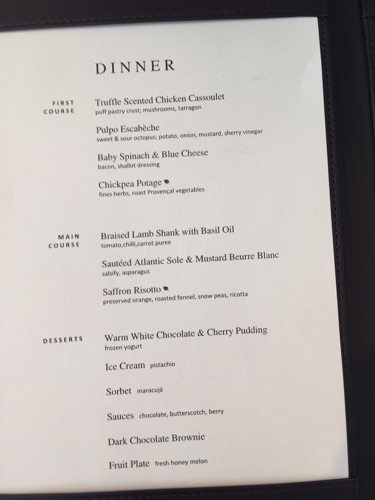 DINNER
FIRST COURSE
Truffle Scented Chicken Cassoulet
puff pastry crust, mushrooms, tarragon
Pulpo Escabèche
sweet & sour octopus; potato, onion, mustard, sherry vinegar
Baby Spinach & Blue Cheese
bacon, shallot dressing
Chickpea Potage
fines herbs, roast Provençal vegetables
MAIN COURSE
Braised Lamb Shank with Basil Oil
tomato,chilli,carrot puree
Sautéed Atlantic Sole & Mustard Beurre Blanc
salsify, asparagus
Saffron Risotto
preserved orange, roasted fennel, snow peas, ricotta
DESSERTS
Warm White Chocolate & Cherry Pudding
frozen yogurt
Ice Cream pistachio
Sorbet maracujà
Sauces chocolate, butterscotch, berry
Dark Chocolate Brownie
Fruit Plate fresh honey melon